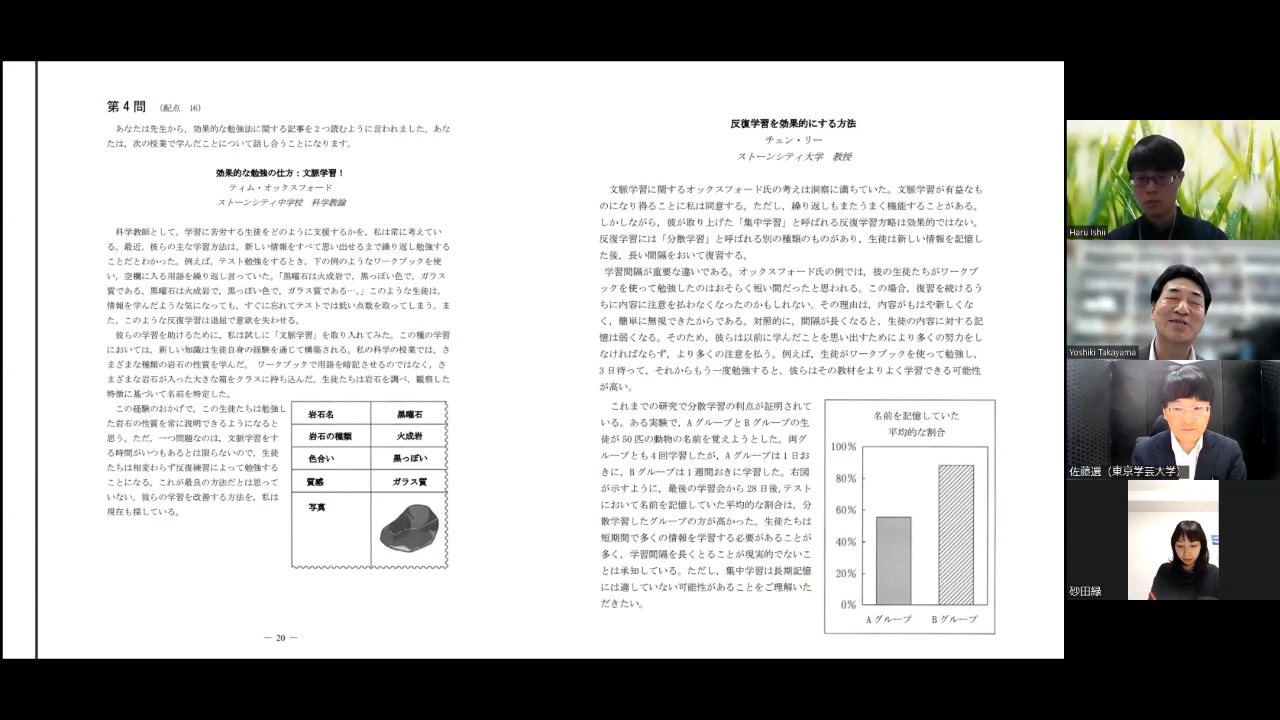 第4問 (配点 16)
あなたは先生から，効果的な勉強法に関する記事を2つ読むように言われました。あな
たは，次の授業で学んだことについて話し合うことになります。
効果的な勉強の仕方：文脈学習！
ティム・オックスフォード
ストーンシティ中学校 科学教諭
科学教師として，学習に苦労する生徒をどのように支援するかを，私は常に考えてい
る。最近，彼らの主な学習方法は，新しい情報をすべて思い出せるまで繰り返し勉強する
ことだとわかった。例えば，テスト勉強をするとき，下の例のようなワークブックを使
い，空欄に入る用語を繰り返し言っていた。「黒曜石は火成岩で，黒っぽい色で，ガラス
質である。黒曜石は火成岩で，黒っぽい色で，ガラス質である…。」このような生徒は，
情報を学んだような気になっても，すぐに忘れてテストでは低い点数を取ってしまう。ま
た，このような反復学習は退屈で意欲を失わせる。
彼らの学習を助けるために，私は試しに「文脈学習」を取り入れてみた。この種の学習
においては，新しい知識は生徒自身の経験を通じて構築される。私の科学の授業では，さ
まざまな種類の岩石の性質を学んだ。 ワークブックで用語を暗記させるのではなく，さ
まざまな岩石が入った大きな箱をクラスに持ち込んだ。生徒たちは岩石を調べ，観察した
特徴に基づいて名前を特定した。
この経験のおかげで，この生徒たちは勉強し
た岩石の性質を常に説明できるようになると
思う。ただ，一つ問題なのは，文脈学習をす
る時間がいつもあるとは限らないので，生徒
たちは相変わらず反復練習によって勉強する
ことになる。これが最良の方法だとは思って
いない。彼らの学習を改善する方法を，私は
現在も探している。
岩石名 黒曜石
岩石の種類 火成岩
色合い 黒っぽい
質感 ガラス質
写真
― 20 ―
反復学習を効果的にする方法
チェン・リー
ストーンシティ大学 教授
文脈学習に関するオックスフォード氏の考えは洞察に満ちていた。文脈学習が有益なも
のになり得ることに私は同意する。ただし，繰り返しもまたうまく機能することがある。
しかしながら，彼が取り上げた「集中学習」と呼ばれる反復学習方略は効果的ではない。
反復学習には「分散学習」と呼ばれる別の種類のものがあり，生徒は新しい情報を記憶し
た後，長い間隔をおいて復習する。
学習間隔が重要な違いである。オックスフォード氏の例では，彼の生徒たちがワークブ
ックを使って勉強したのはおそらく短い間だったと思われる。この場合，復習を続けるう
ちに内容に注意を払わなくなったのかもしれない。その理由は，内容がもはや新しくな
く，簡単に無視できたからである。対照的に，間隔が長くなると，生徒の内容に対する記
憶は弱くなる。そのため，彼らは以前に学んだことを思い出すためにより多くの努力をし
なければならず，より多くの注意を払う。例えば，生徒がワークブックを使って勉強し，
3日待って，それからもう一度勉強すると，彼らはその教材をよりよく学習できる可能性
が高い。
これまでの研究で分散学習の利点が証明されて
いる。ある実験で，AグループとBグループの生
徒が50匹の動物の名前を覚えようとした。両グ
ループとも4回学習したが，Aグループは1日お
きに，Bグループは1週間おきに学習した。右図
が示すように，最後の学習会から28日後，テスト
において名前を記憶していた平均的な割合は，分
散学習したグループの方が高かった。生徒たちは
短期間で多くの情報を学習する必要があることが
多く，学習間隔を長くとることが現実的でないこ
とは承知している。ただし，集中学習は長期記憶
には適していない可能性があることをご理解いた
だきたい。
名前を記憶していた
平均的な割合
100%
80%
60%
40%
20%
0%
Aグループ Bグループ
Haru Ishii
Yoshiki Takayama
佐藤選（東京学芸大学）
砂田緑